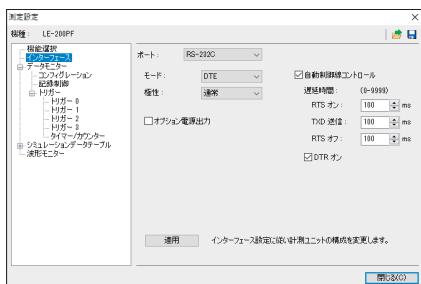 測定設定
機種： LE-200PF
機能選択
インターフェース
データモニター
コンフィグレーション
記録制御
トリガー
トリガー 0
トリガー 1
トリガー 2
トリガー 3
タイマー/カウンター
シミュレーションデータテーブル
波形モニター
ポート： RS-232C
モード： DTE
極性： 通常
オプション電源出力
自動制御線コントロール
遅延時間： (0-9999)
RTS オン： 100 ms
TXD 送信： 100 ms
RTS オフ： 100 ms
DTR オン
適用 インターフェース設定に従い計測ユニットの構成を変更します。
閉じる(C)